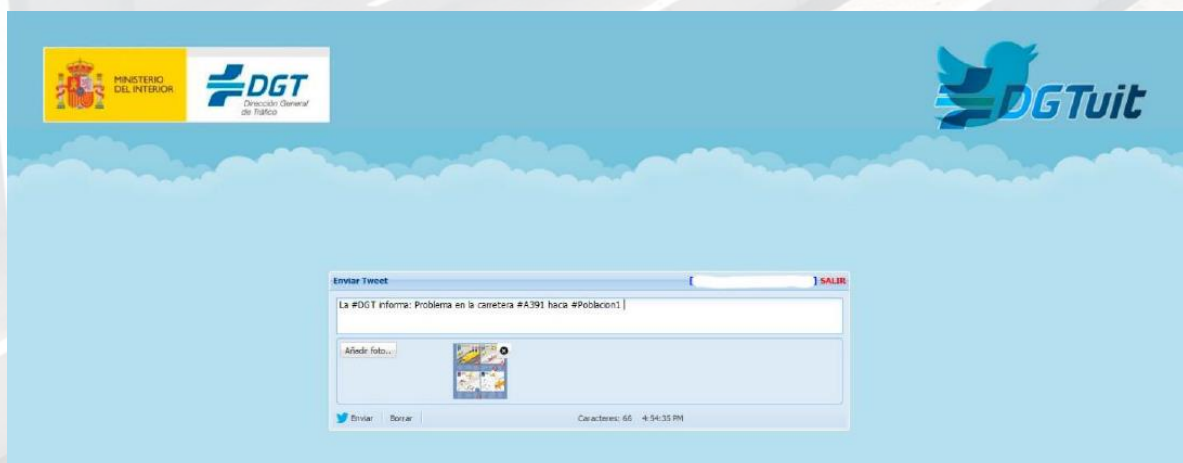 MINISTERIO
DEL INTERIOR
DGT
Dirección General
de Tráfico
DGTuit
Enviar Tweet
[ ] SALIR
La #DGT informa: Problema en la carretera #A391 haca #Poblacion1
Añadir foto...
Enviar Borrar Caracteres: 66 4:54:35 PM